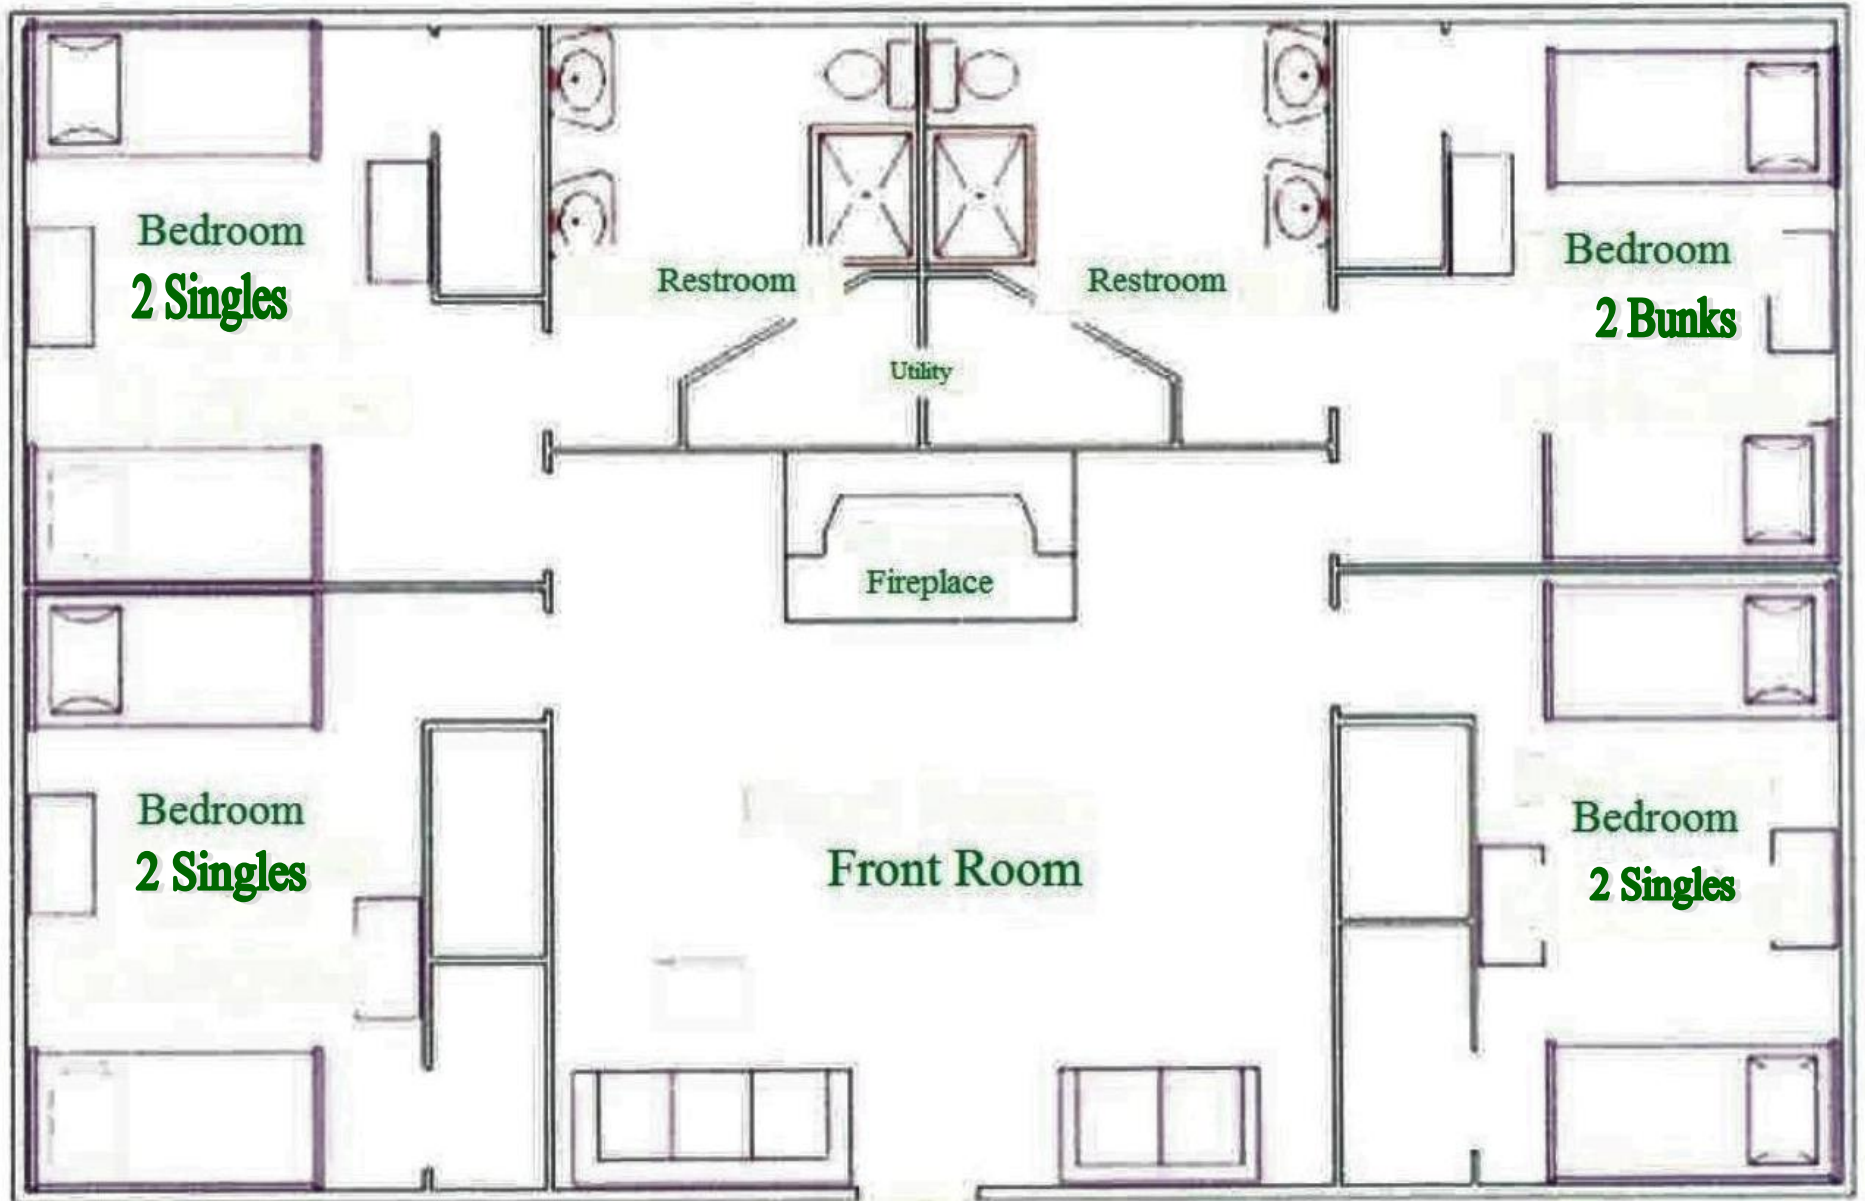 Bedroom
2 Singles
Restroom
Restroom
Bedroom
2 Bunks
Utility
Fireplace
Bedroom
2 Singles
Front Room
Bedroom
2 Singles